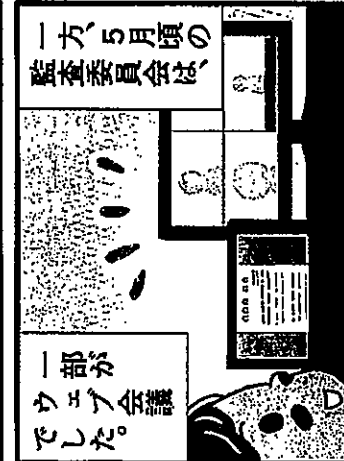 一方、5月頃の
監査委員会は、
一部が
ウェブ会議
でした。